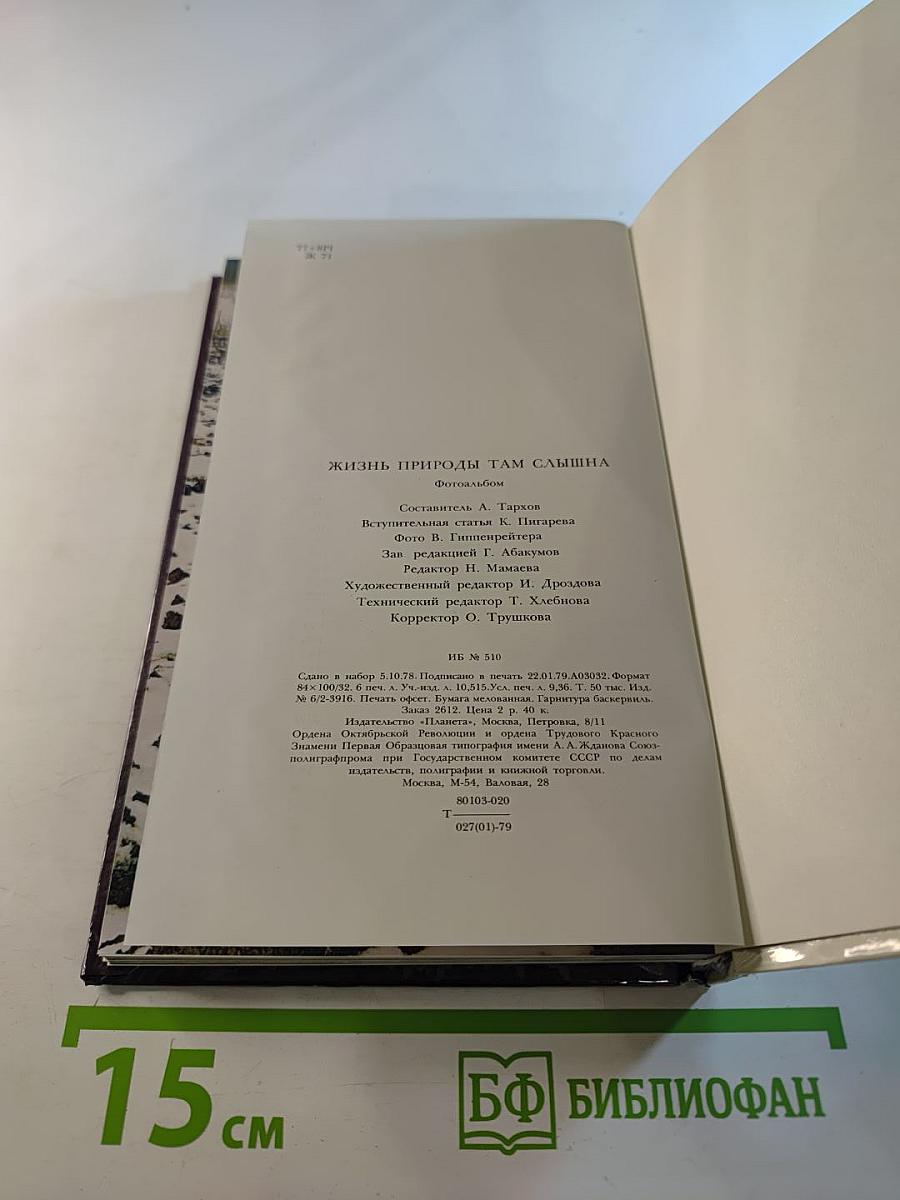 77+8Р1
Ж 71
ЖИЗНЬ ПРИРОДЫ ТАМ СЛЫШНА
Фотоальбом
Составитель А. Тархов
Вступительная статья К. Пигарева
Фото В. Гиппенрейтера
Зав. редакцией Г. Абакумов
Редактор Н. Мамаева
Художественный редактор И. Дроздова
Технический редактор Т. Хлебнова
Корректор О. Трушкова
ИБ № 510
Сдано в набор 5.10.78. Подписано в печать 22.01.79. А03032. Формат
84×100/32. 6 печ. л. Уч.-изд. л. 10,515. Усл. печ. л. 9,36. Т. 50 тыс. Изд.
№ 6/2-3916. Печать офсет. Бумага мелованная. Гарнитура баскервиль.
Заказ 2612. Цена 2 р. 40 к.
Издательство «Планета», Москва, Петровка, 8/11
Ордена Октябрьской Революции и ордена Трудового Красного
Знамени Первая Образцовая типография имени А. А. Жданова Союз-
полиграфпрома при Государственном комитете СССР по делам
издательств, полиграфии и книжной торговли.
Москва, М-54, Валовая, 28
80103-020
Т
027(01)-79
15 см
БФ БИБЛИОФАН